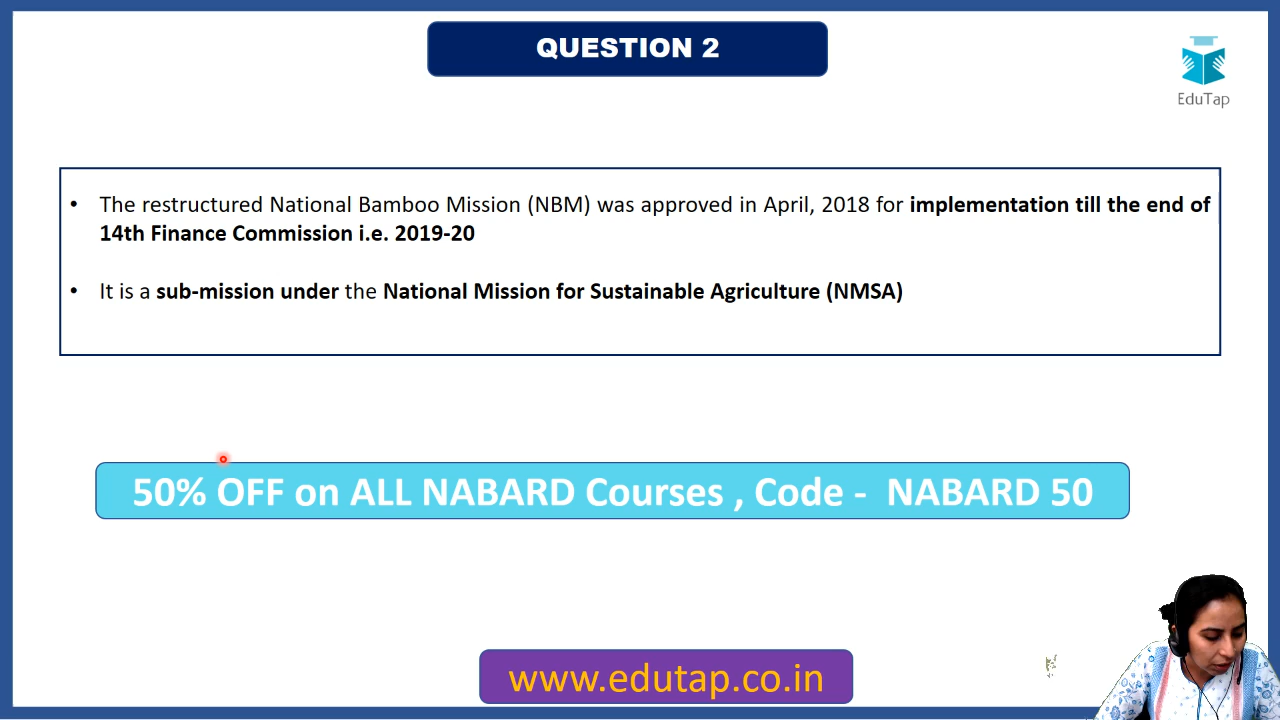 QUESTION 2
EduTap
• The restructured National Bamboo Mission (NBM) was approved in April, 2018 for implementation till the end of
14th Finance Commission i.e. 2019-20
• It is a sub-mission under the National Mission for Sustainable Agriculture (NMSA)
50% OFF on ALL NABARD Courses , Code - NABARD 50
www.edutap.co.in